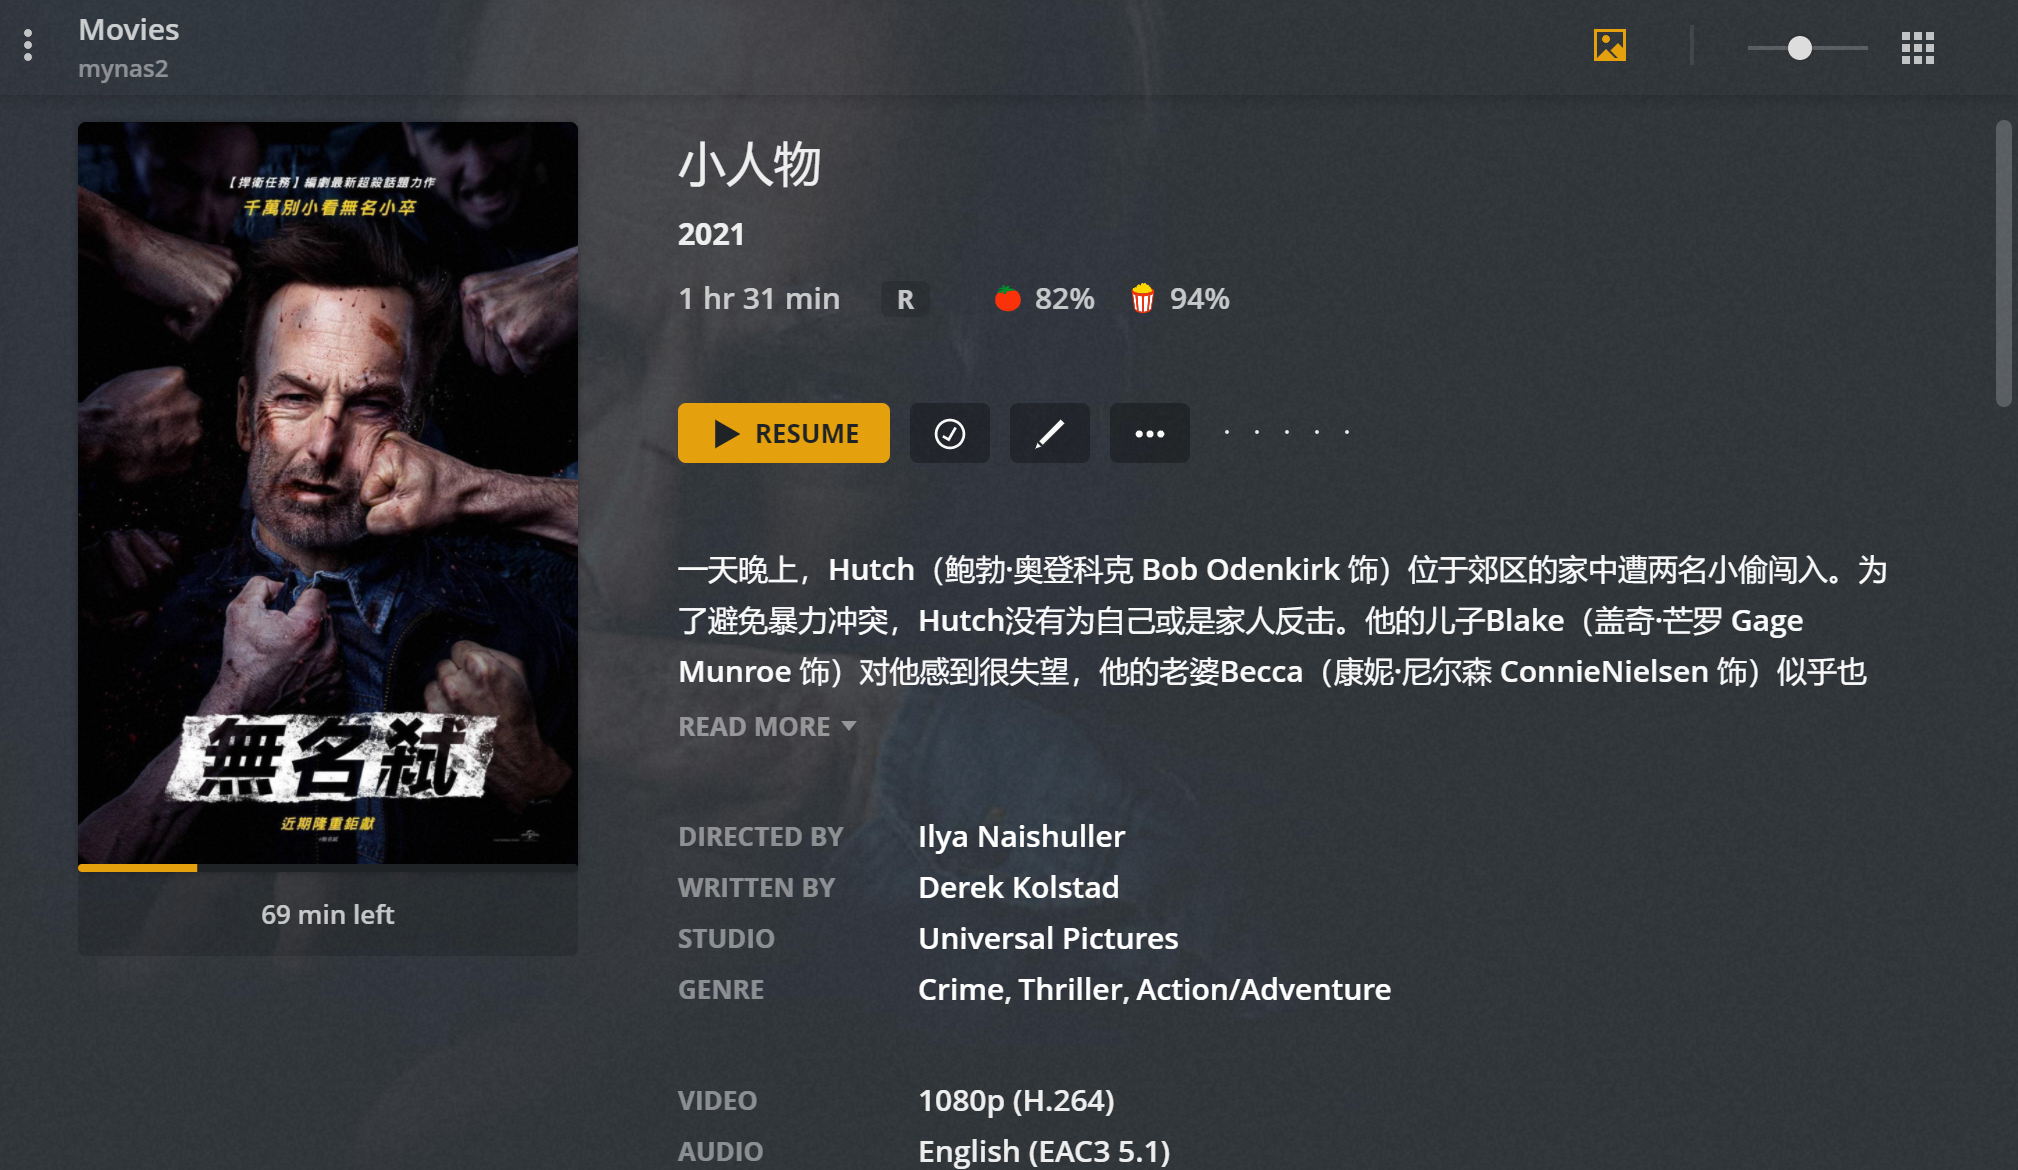 Movies
mynas2
【捍衛任務】編劇最新超殺話題力作
千萬別小看無名小卒
無名弒
近期隆重鉅獻
69 min left
小人物
2021
1 hr 31 min R 82% 94%
RESUME
一天晚上，Hutch（鲍勃·奥登科克 Bob Odenkirk 饰）位于郊区的家中遭两名小偷闯入。为
了避免暴力冲突，Hutch没有为自己或是家人反击。他的儿子Blake（盖奇·芒罗 Gage
Munroe 饰）对他感到很失望，他的老婆Becca（康妮·尼尔森 ConnieNielsen 饰）似乎也
READ MORE
DIRECTED BY Ilya Naishuller
WRITTEN BY Derek Kolstad
STUDIO Universal Pictures
GENRE Crime, Thriller, Action/Adventure
VIDEO 1080p (H.264)
AUDIO English (EAC3 5.1)